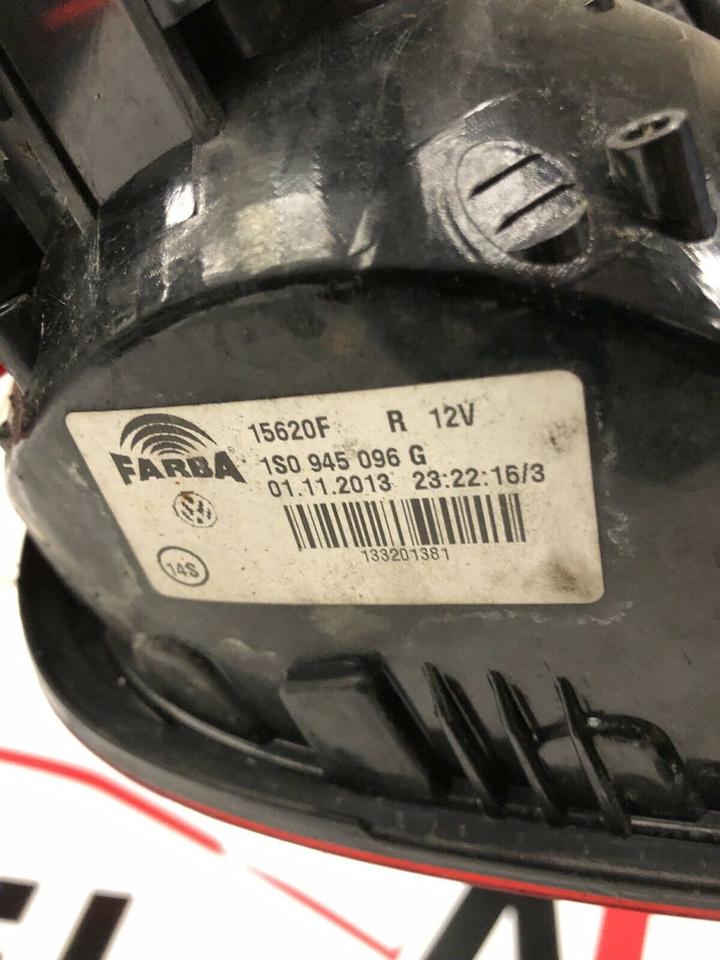 15620F R 12V
FARBA®
1S0 945 096 G
01.11.2013 23:22:16/3
133201381
14S